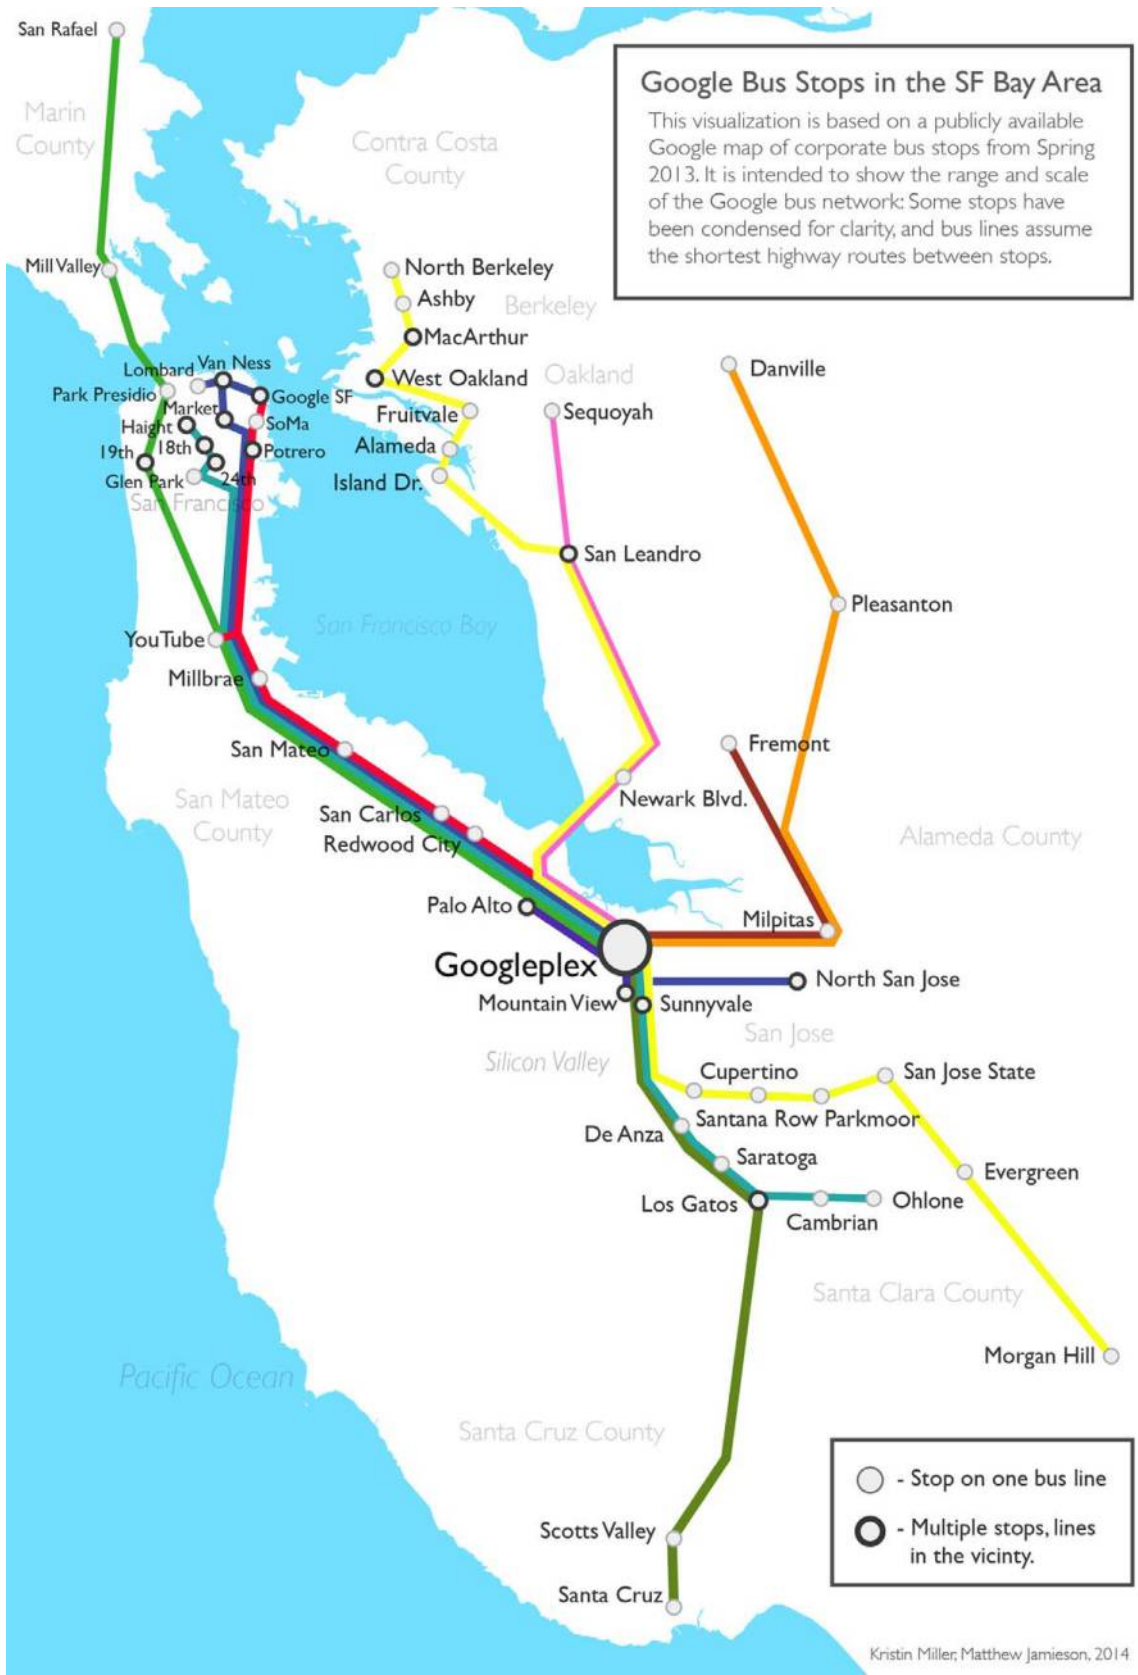 San Rafael
Marin
County
Contra Costa
County
Google Bus Stops in the SF Bay Area
This visualization is based on a publicly available
Google map of corporate bus stops from Spring
2013. It is intended to show the range and scale
of the Google bus network: Some stops have
been condensed for clarity, and bus lines assume
the shortest highway routes between stops.
Mill Valley
North Berkeley
Ashby
Berkeley
MacArthur
Lombard
Van Ness
Danville
Park Presidio
Google SF
West Oakland
Oakland
Market
Haight
SoMa
Fruitvale
Sequoyah
19th
18th
Potrero
Alameda
Glen Park
24th
Island Dr.
San Francisco
San Leandro
Pleasanton
YouTube
San Francisco Bay
Millbrae
San Mateo
Fremont
San Mateo
County
Newark Blvd.
San Carlos
Redwood City
Alameda County
Palo Alto
Milpitas
Googleplex
North San Jose
Mountain View
Sunnyvale
San Jose
Silicon Valley
Cupertino
San Jose State
De Anza
Santana Row
Parkmoor
Saratoga
Evergreen
Los Gatos
Cambrian
Ohlone
Santa Clara County
Morgan Hill
Pacific Ocean
Santa Cruz County
Scotts Valley
Santa Cruz
- Stop on one bus line
- Multiple stops, lines
in the vicinty.
Kristin Miller, Matthew Jamieson, 2014